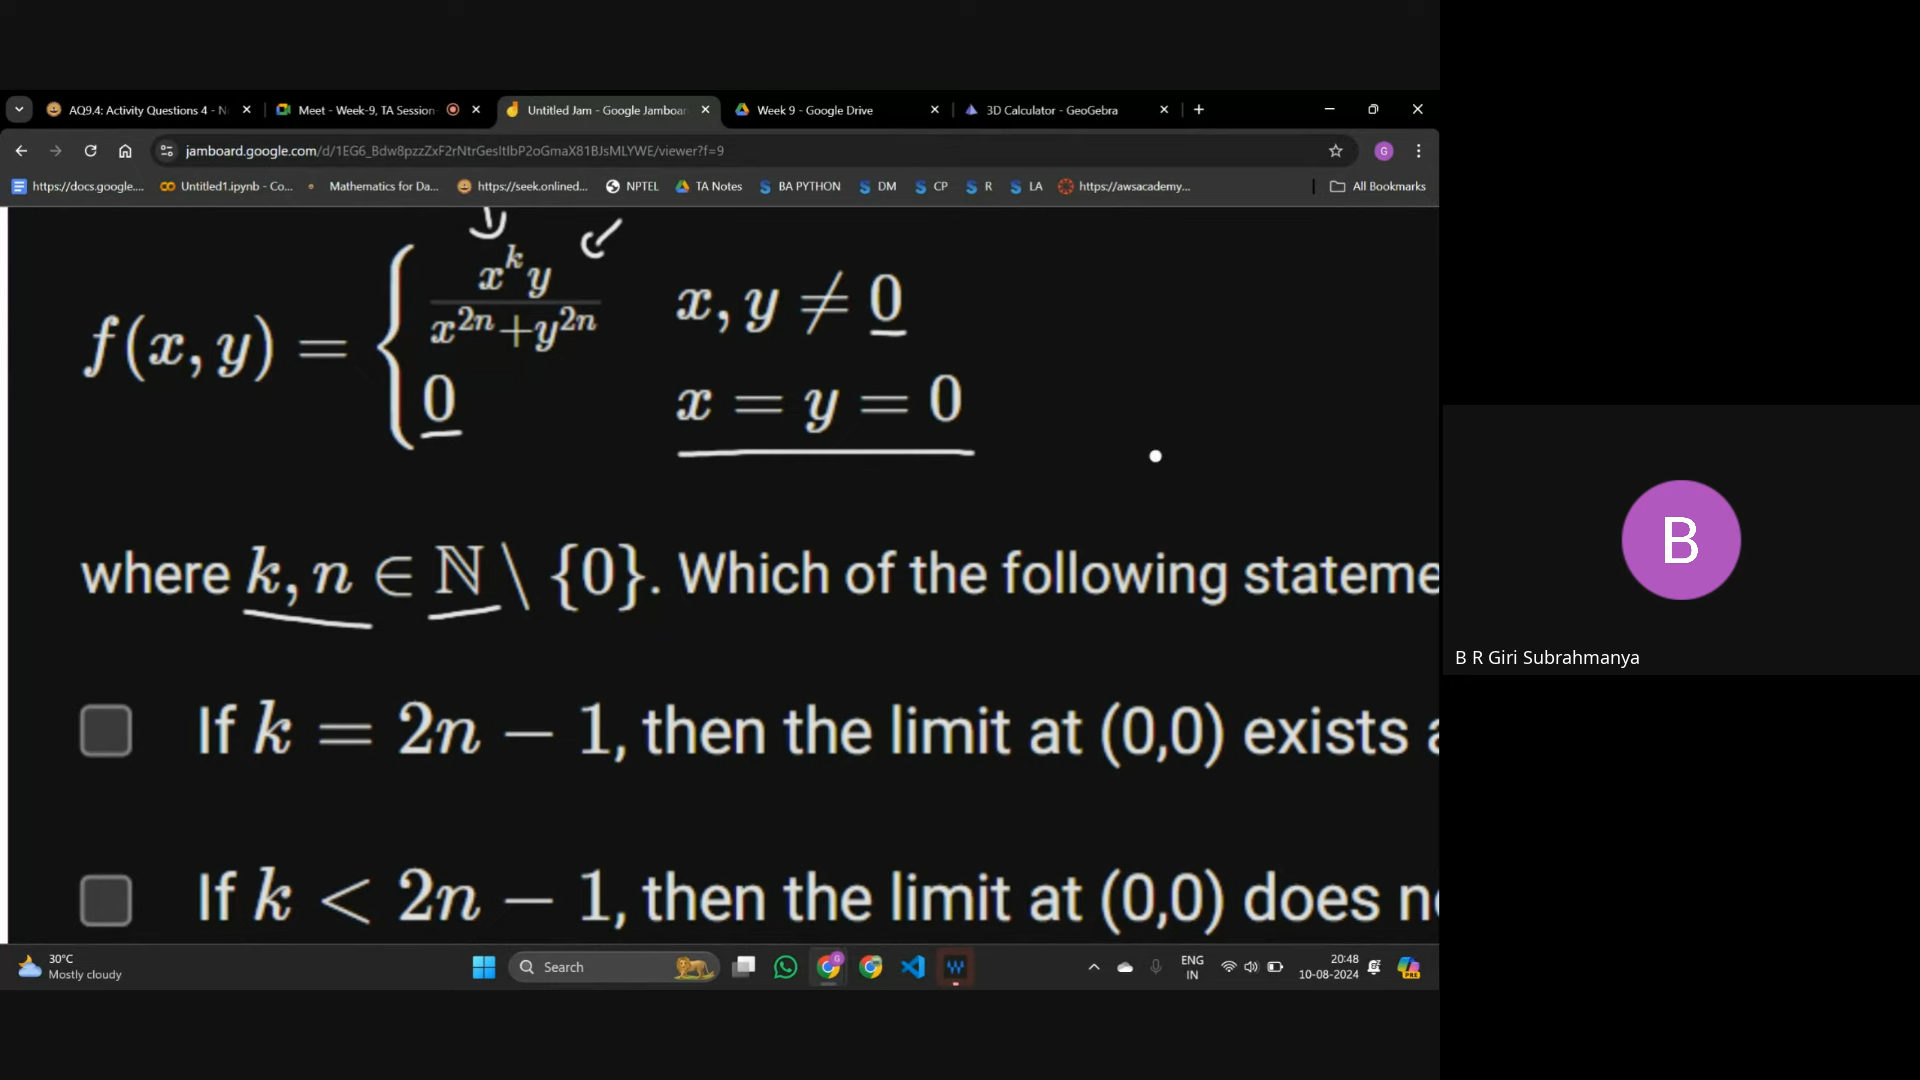 AQ9.4: Activity Questions 4 - N
Meet - Week-9, TA Session
Untitled Jam - Google Jamboar
Week 9 - Google Drive
3D Calculator - GeoGebra
jamboard.google.com/d/1EG6_Bdw8pzzZxF2rNtrGesItIbP2oGmaX81BJsMLYWE/viewer?f=9
G
https://docs.google....
Untitled1.ipynb - Co...
Mathematics for Da...
https://seek.onlined...
NPTEL
TA Notes
BA PYTHON
DM
CP
R
LA
https://awsacademy...
All Bookmarks
f(x, y) = { x^k y / x^{2n}+y^{2n} x, y ≠ 0
0 x = y = 0
where k, n ∈ ℕ \ {0}. Which of the following stateme
If k = 2n − 1, then the limit at (0,0) exists
If k < 2n − 1, then the limit at (0,0) does n
B
B R Giri Subrahmanya
30°C
Mostly cloudy
Search
ENG
IN
20:48
10-08-2024